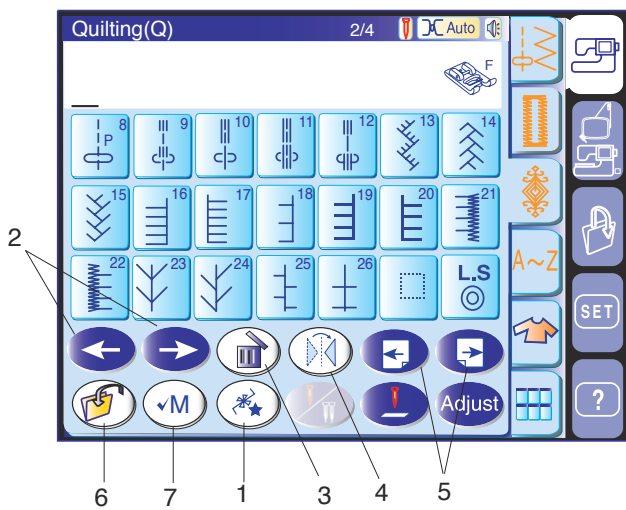 Quilting(Q) 2/4 Auto
F
8 9 10 11 12 13 14
P
15 16 17 18 19 20 21
22 23 24 25 26 L.S
A~Z
SET
✓M Adjust ?
2
6 7 1 3 4 5